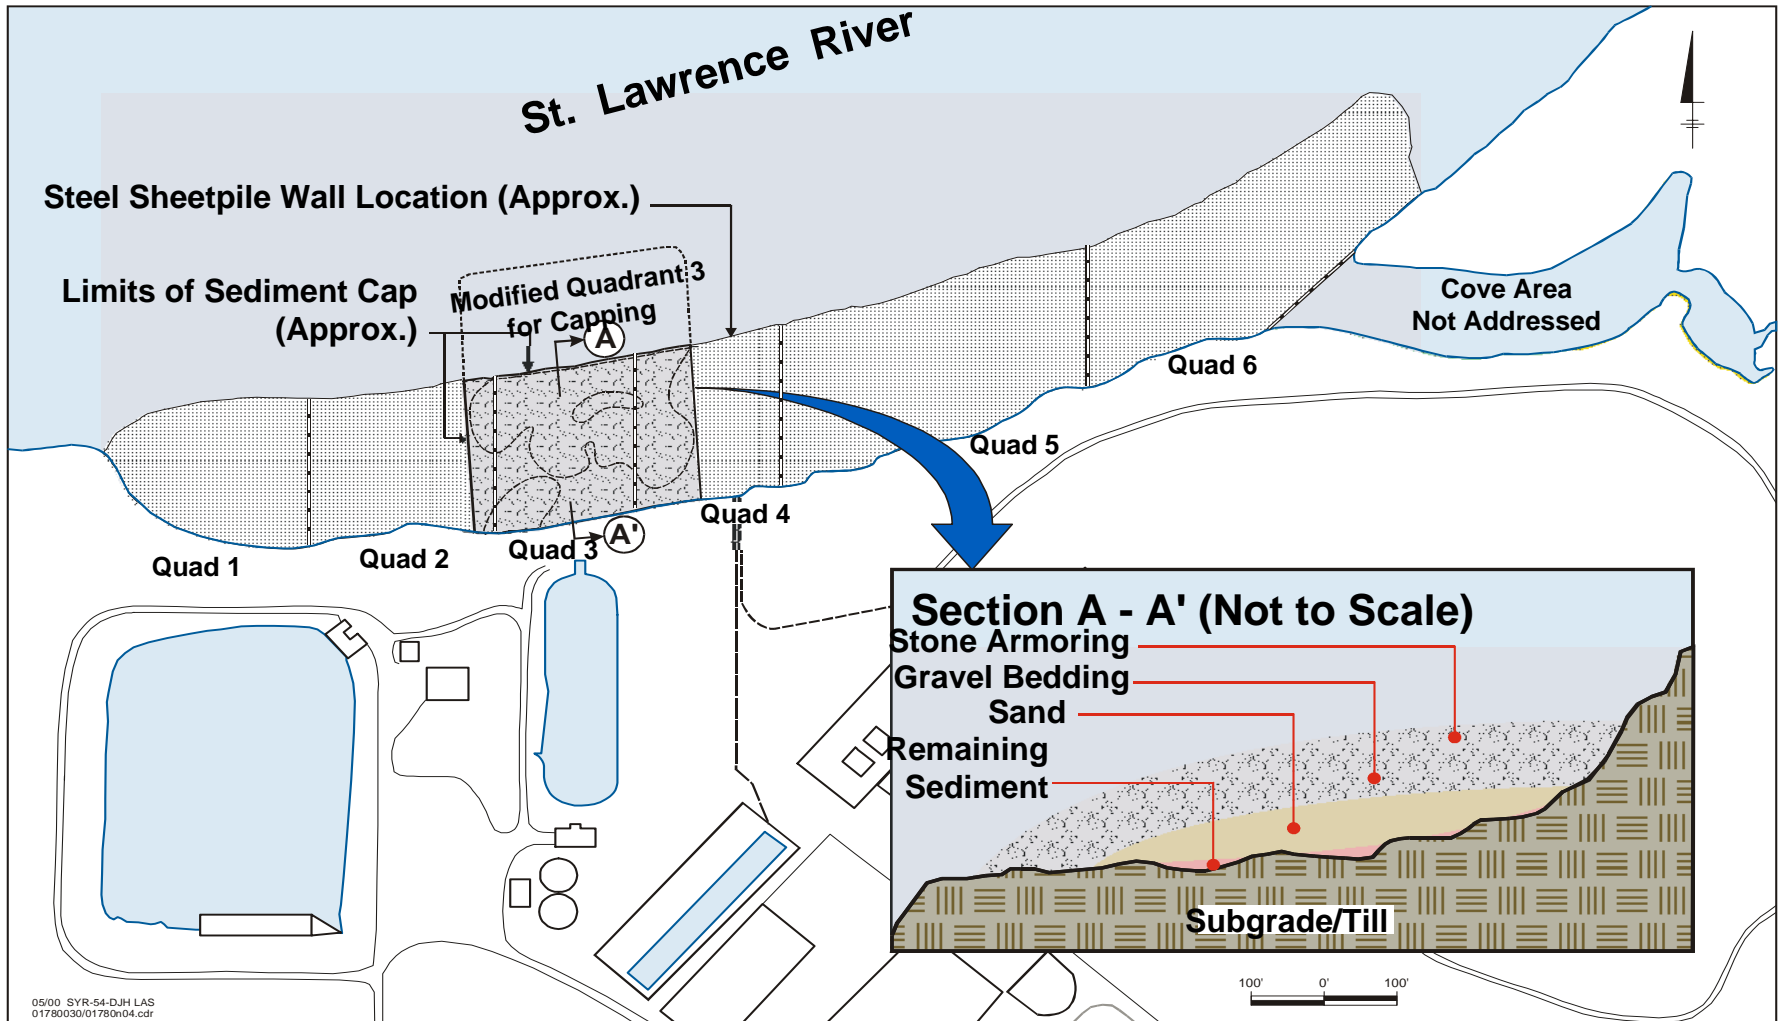 St. Lawrence River
Steel Sheetpile Wall Location (Approx.)
Limits of Sediment Cap
(Approx.)
Modified Quadrant 3
for Capping
A
A'
Cove Area
Not Addressed
Quad 6
Quad 5
Quad 4
Quad 3
Quad 2
Quad 1
Section A - A' (Not to Scale)
Stone Armoring
Gravel Bedding
Sand
Remaining
Sediment
Subgrade/Till
100' 0' 100'
05/00 SYR-54-DJH LAS
01780030/01780n04.cdr